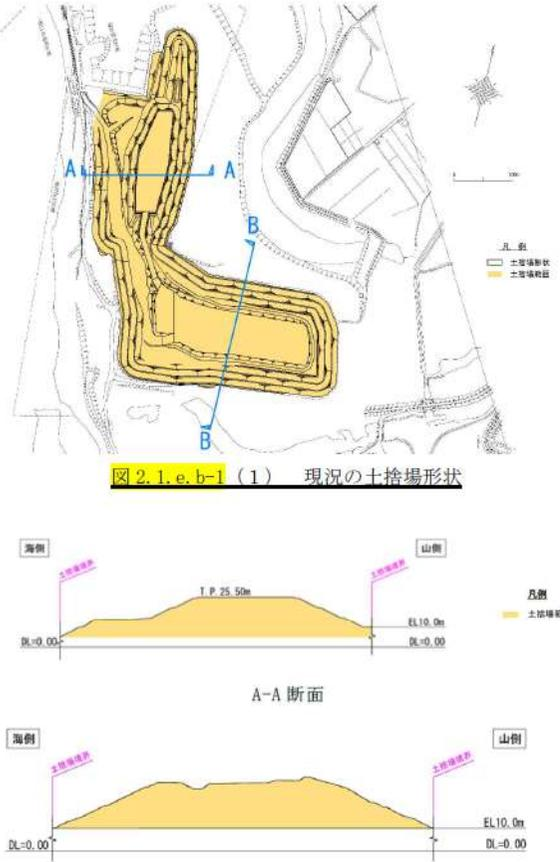 A A
B
B
凡 例
土捨場形状
土捨場範囲
図 2.1.e.b-1 (1) 現況の土捨場形状
海側 山側
土捨場境界 土捨場境界
T.P.25.50m
凡例
土捨場範
EL10.0m
DL=0.00 DL=0.00
A-A 断面
海側 山側
土捨場境界 土捨場境界
EL10.0m
DL=0.00 DL=0.00